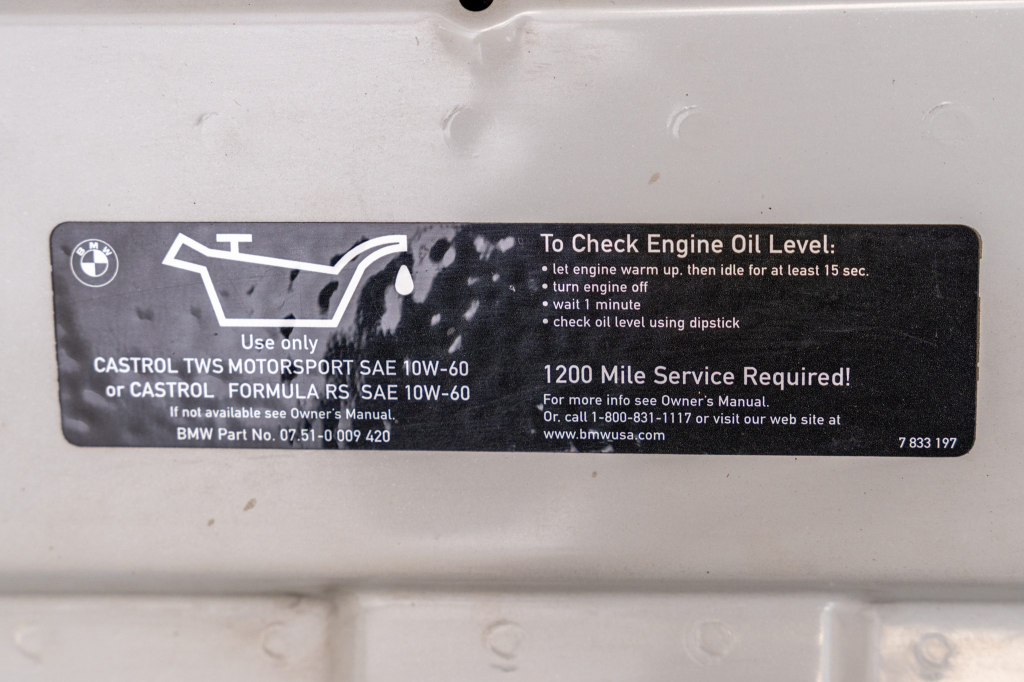 BMW
Use only
CASTROL TWS MOTORSPORT SAE 10W-60
or CASTROL FORMULA RS SAE 10W-60
If not available see Owner's Manual.
BMW Part No. 07.51-0 009 420
To Check Engine Oil Level:
• let engine warm up, then idle for at least 15 sec.
• turn engine off
• wait 1 minute
• check oil level using dipstick
1200 Mile Service Required!
For more info see Owner's Manual.
Or, call 1-800-831-1117 or visit our web site at
www.bmwusa.com
7 833 197